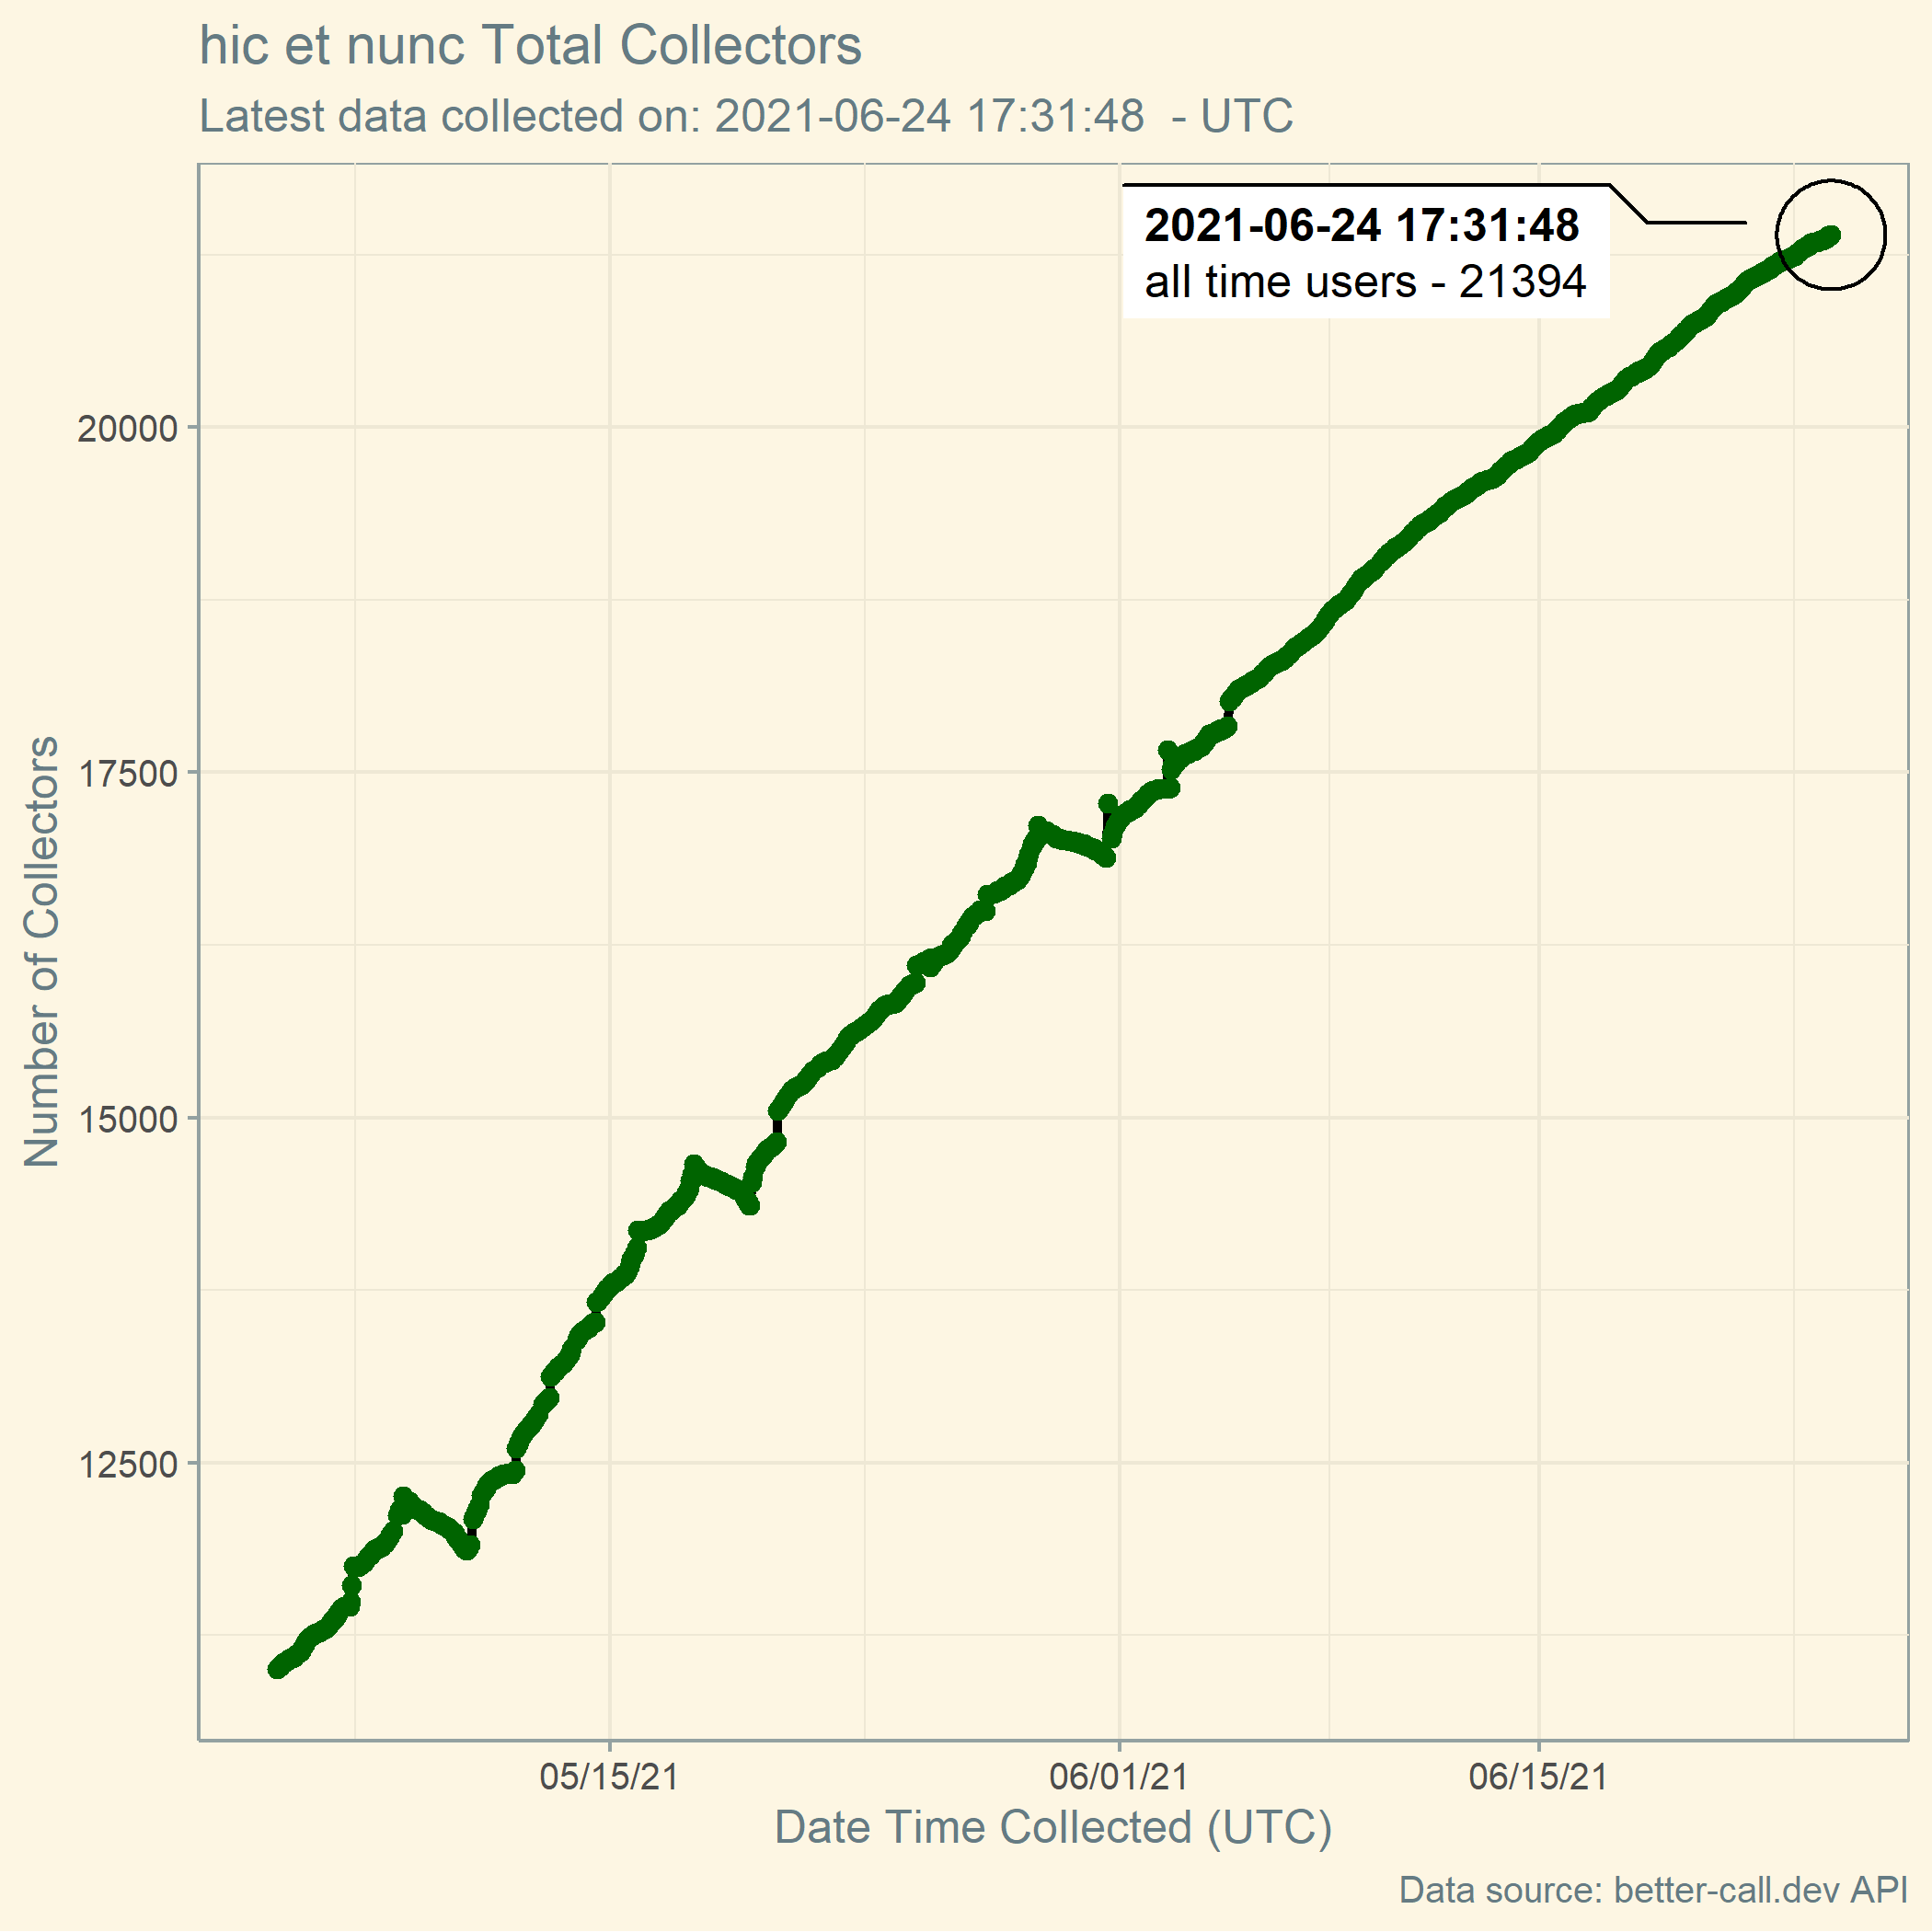 hic et nunc Total Collectors
Latest data collected on: 2021-06-24 17:31:48  - UTC
2021-06-24 17:31:48
all time users - 21394
Number of Collectors
20000
17500
15000
12500
05/15/21
06/01/21
06/15/21
Date Time Collected (UTC)
Data source: better-call.dev API